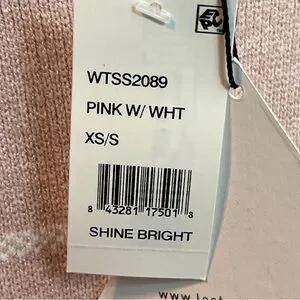 WTSS2089
PINK W/ WHT
XS/S
8 43281 17501 8
SHINE BRIGHT